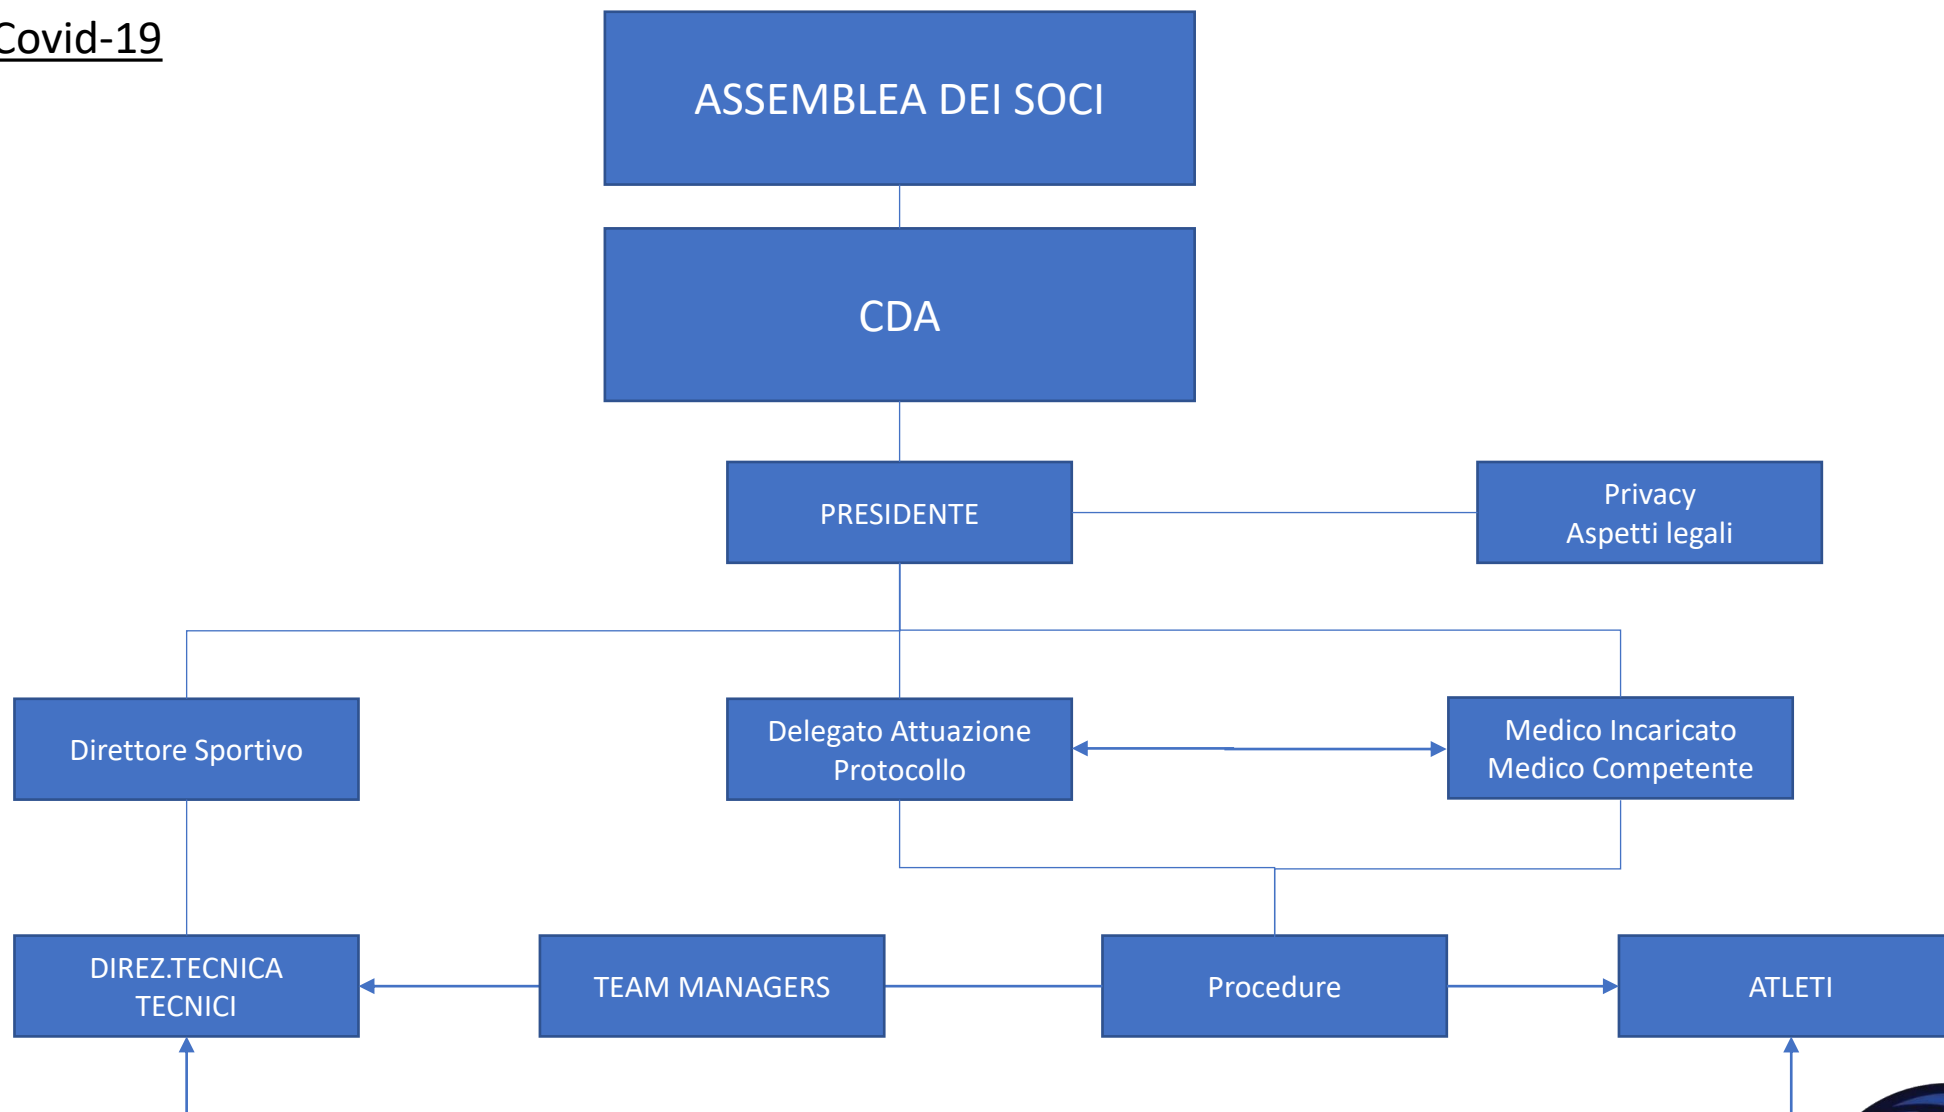 Covid-19
ASSEMBLEA DEI SOCI
CDA
PRESIDENTE
Privacy
Aspetti legali
Direttore Sportivo
Delegato Attuazione
Protocollo
Medico Incaricato
Medico Competente
DIREZ.TECNICA
TECNICI
TEAM MANAGERS
Procedure
ATLETI